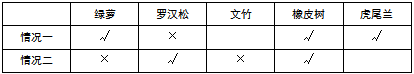 绿萝 罗汉松 文竹 橡皮树 虎尾兰
情况一 √ × √ √
情况二 × √ × √